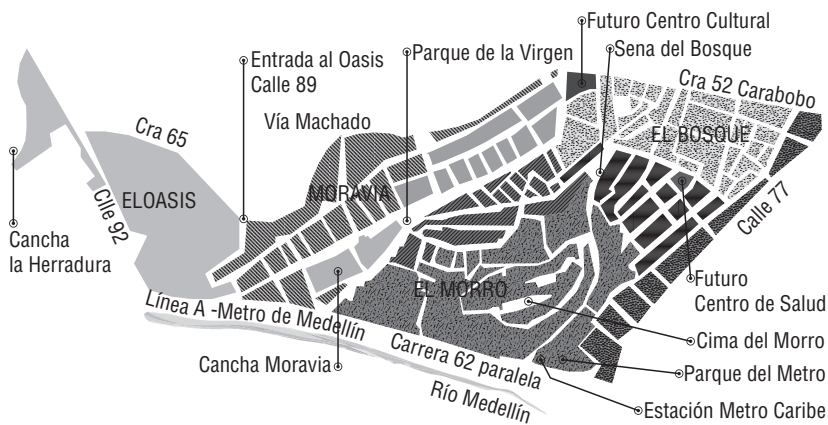 Futuro Centro Cultural
Sena del Bosque
Parque de la Virgen
Entrada al Oasis
Calle 89
Cra 52 Carabobo
Vía Machado
Cra 65
EL BOSQUE
MORAVIA
ELOASIS
Clle 92
Calle 77
Cancha
la Herradura
EL MORRO
Futuro
Centro de Salud
Línea A -Metro de Medellín
Cima del Morro
Cancha Moravia
Carrera 62 paralela
Parque del Metro
Río Medellín
Estación Metro Caribe